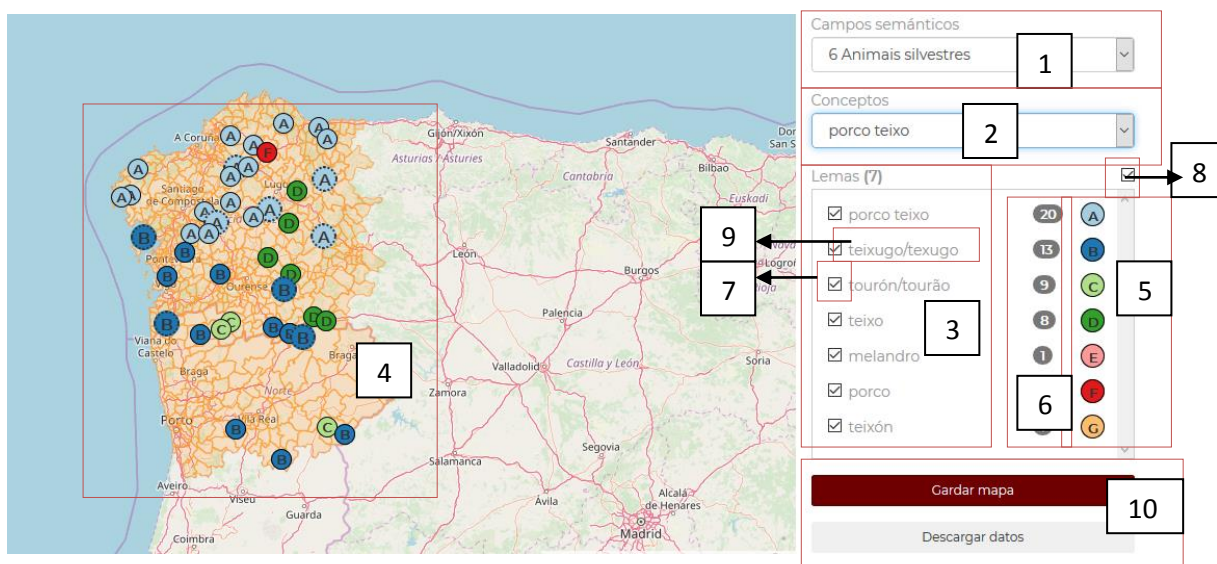 Campos semánticos
6 Animais silvestres
1
Conceptos
porco teixo
2
Lemas (7)
8
porco teixo 20 A
teixugo/texugo 13 B
tourón/tourão 9 C
teixo 8 D
melandro 1 E
porco F
teixón G
9
7
3
5
6
4
Gardar mapa
Descargar datos
10
A Coruña
Gijón/Xixón
Santander
Bilbao
Asturias / Asturies
Cantabria
Euskadi
Santiago
de Compostela
Lugo
León
Burgos
Logroñ
Pontevedra
Ourense
Palencia
Viana do
Castelo
Braga
Valladolid
Castilla y León
Soria
Braga
Norte
Zamora
Porto
Vila Real
Segovia
Salamanca
Aveiro
Viseu
Guarda
Ávila
Alcalá
de Henares
Madrid
Coimbra
A
A
A
A
A
F
A
A
A
A
A
A
A
D
A
A
A
A
A
D
A
A
B
B
D
B
B
D
B
B
B
C
C
B
B
B
D
D
B
C
B
B